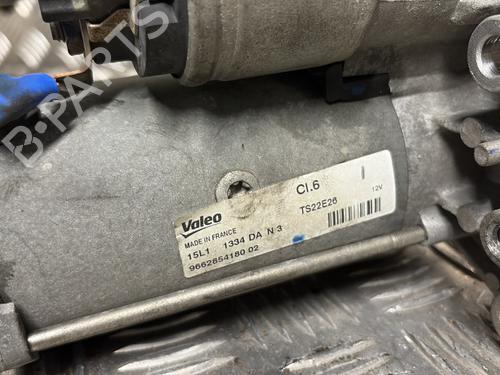 B-PARTS
Valeo
MADE IN FRANCE
Cl.6
12V
TS22E26
15L1 1334 DA N 3
9662854180 02